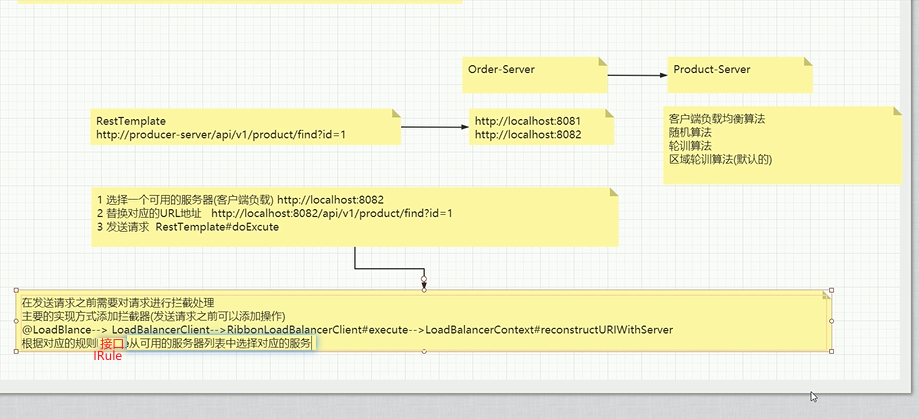 Order-Server
Product-Server
RestTemplate
http://producer-server/api/v1/product/find?id=1
http://localhost:8081
http://localhost:8082
客户端负载均衡算法
随机算法
轮训算法
区域轮训算法(默认的)
1 选择一个可用的服务器(客户端负载) http://localhost:8082
2 替换对应的URL地址 http://localhost:8082/api/v1/product/find?id=1
3 发送请求 RestTemplate#doExcute
在发送请求之前需要对请求进行拦截处理
主要的实现方式添加拦截器(发送请求之前可以添加操作)
@LoadBlance--> LoadBalancerClient-->RibbonLoadBalancerClient#execute-->LoadBalancerContext#reconstructURIWithServer
根据对应的规则 接口 从可用的服务器列表中选择对应的服务
IRule